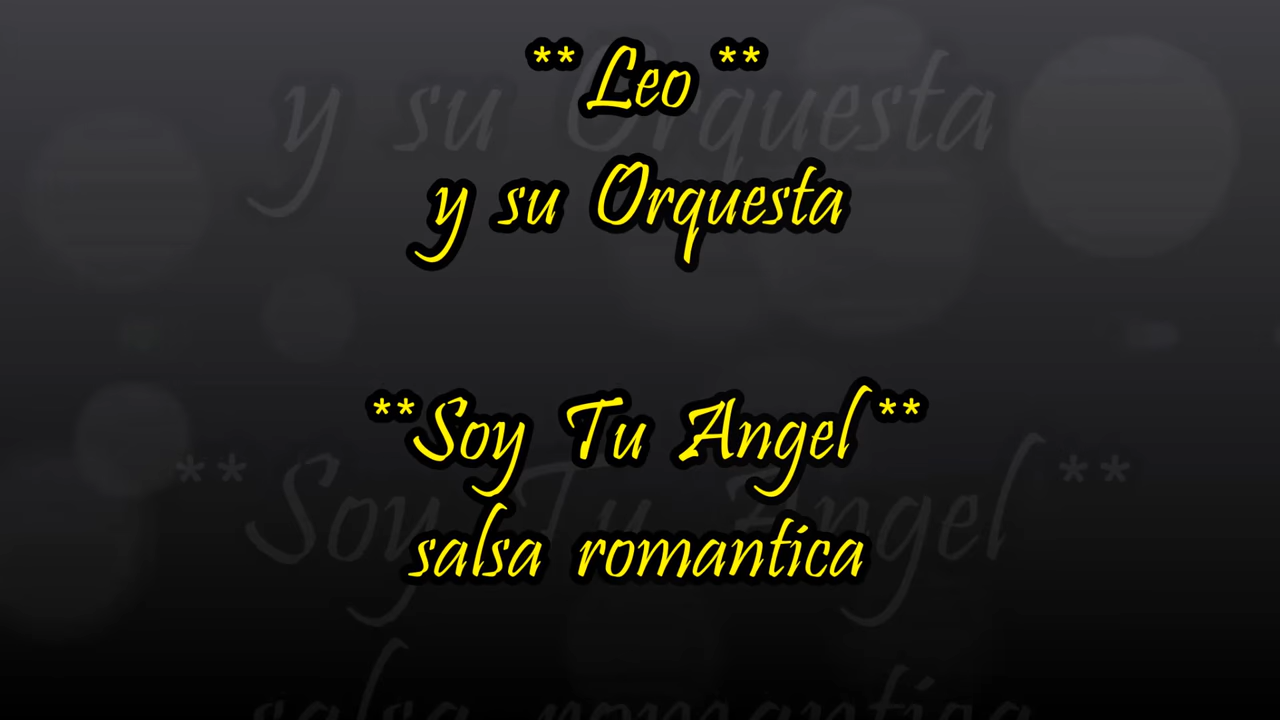 ** Leo **
y su Orquesta
**Soy Tu Angel **
salsa romantica